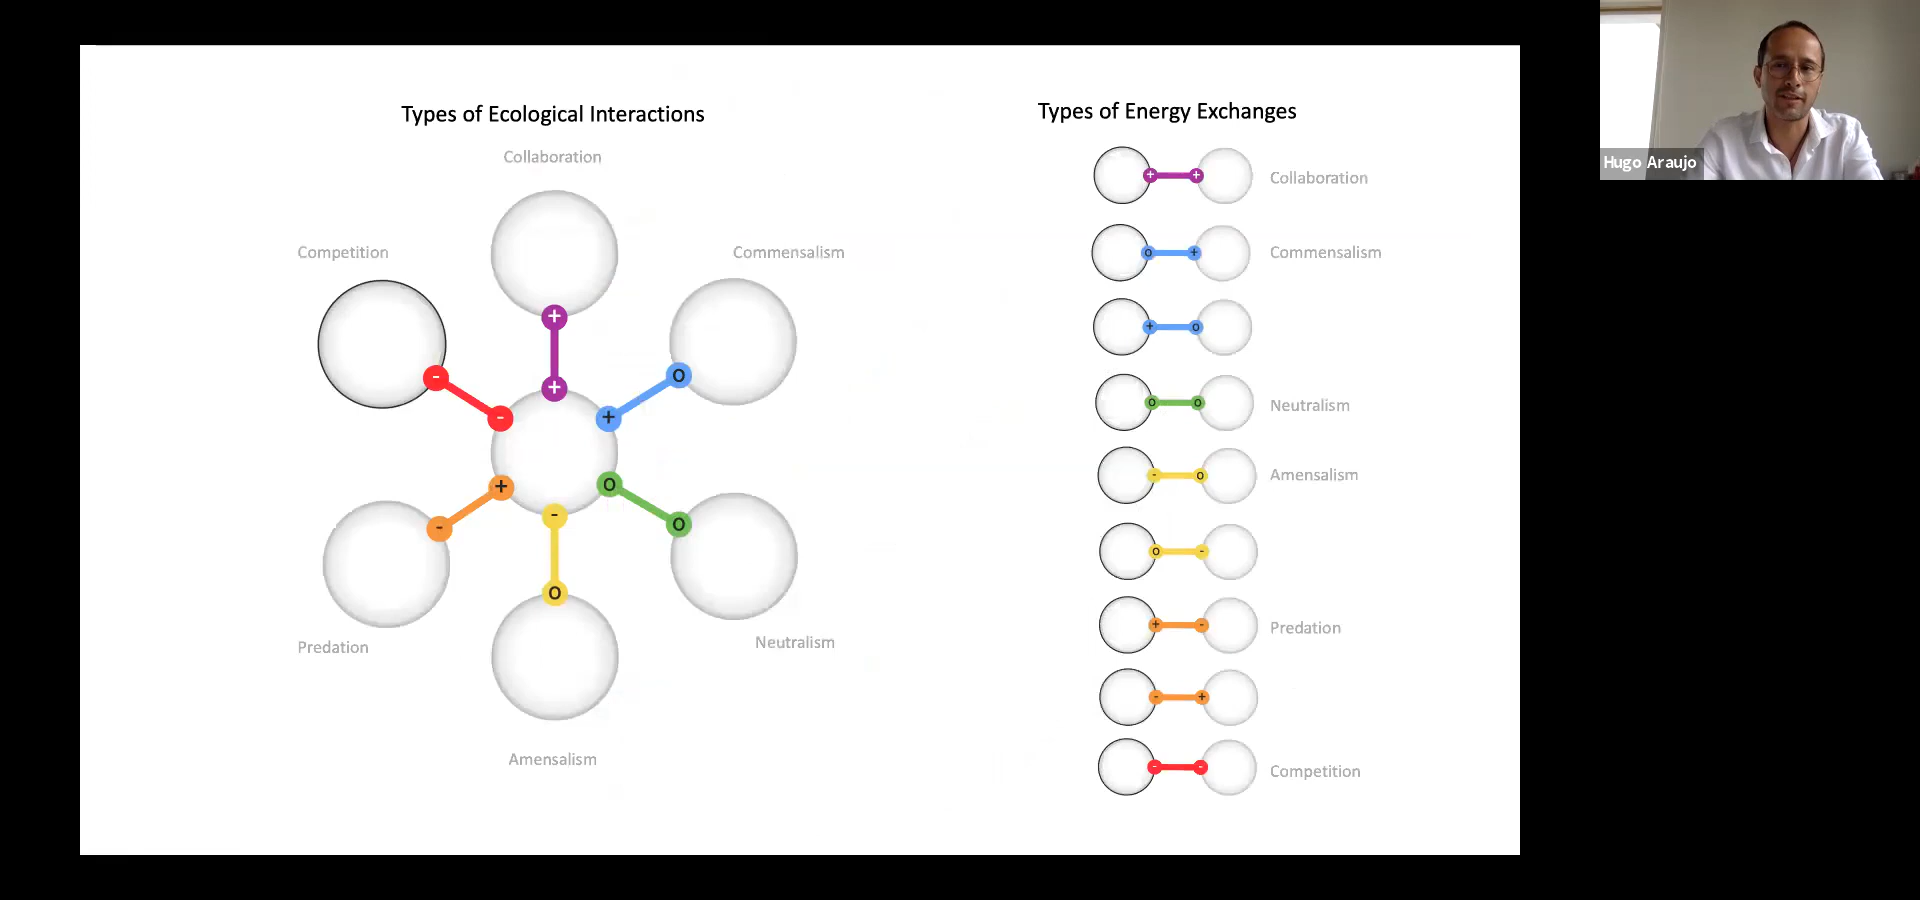 Types of Ecological Interactions
Collaboration
Competition
Commensalism
+
+
-
-
o
+
+
-
-
o
o
o
Predation
Neutralism
Amensalism
Types of Energy Exchanges
+ + Collaboration
o + Commensalism
+ o
o o Neutralism
- o Amensalism
o -
+ - Predation
- +
- - Competition
Hugo Araujo